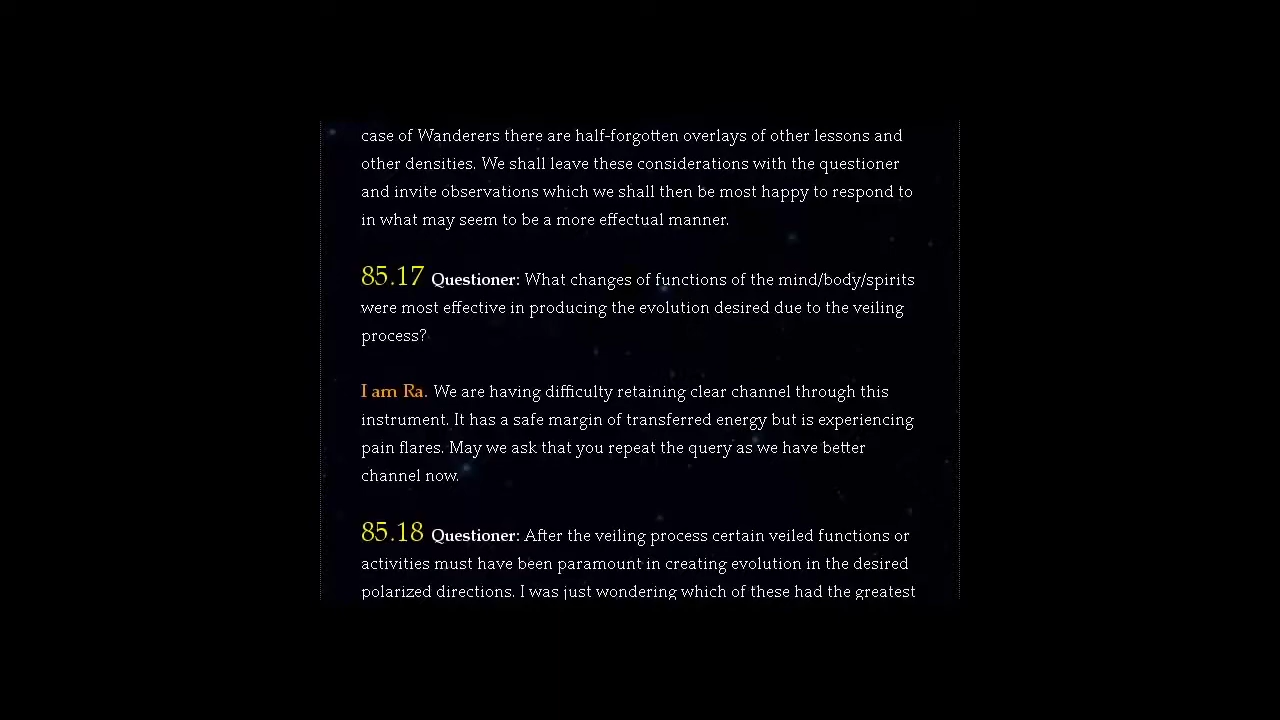 case of Wanderers there are half-forgotten overlays of other lessons and
other densities. We shall leave these considerations with the questioner
and invite observations which we shall then be most happy to respond to
in what may seem to be a more effectual manner.
85.17 Questioner: What changes of functions of the mind/body/spirits
were most effective in producing the evolution desired due to the veiling
process?
I am Ra. We are having difficulty retaining clear channel through this
instrument. It has a safe margin of transferred energy but is experiencing
pain flares. May we ask that you repeat the query as we have better
channel now.
85.18 Questioner: After the veiling process certain veiled functions or
activities must have been paramount in creating evolution in the desired
polarized directions. I was just wondering which of these had the greatest